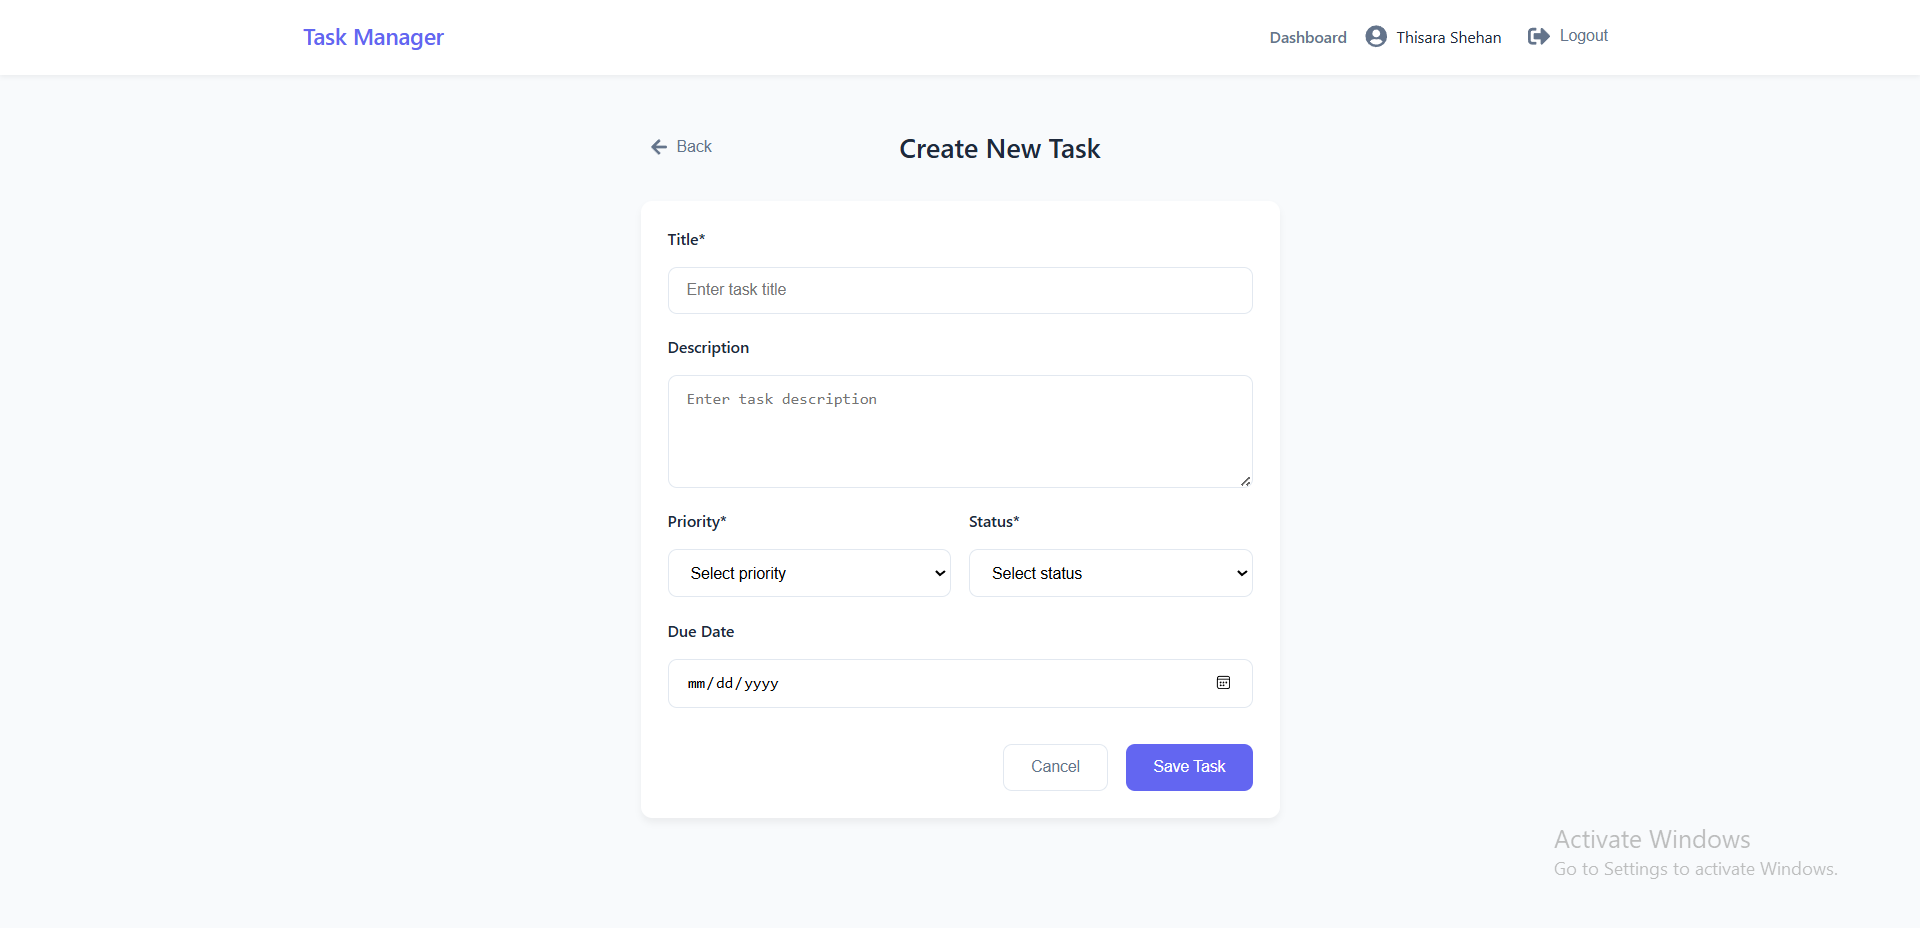 Task Manager
Dashboard Thisara Shehan Logout
Back Create New Task
Title*
Enter task title
Description
Enter task description
Priority* Status*
Select priority Select status
Due Date
mm/dd/yyyy
Cancel Save Task
Activate Windows
Go to Settings to activate Windows.